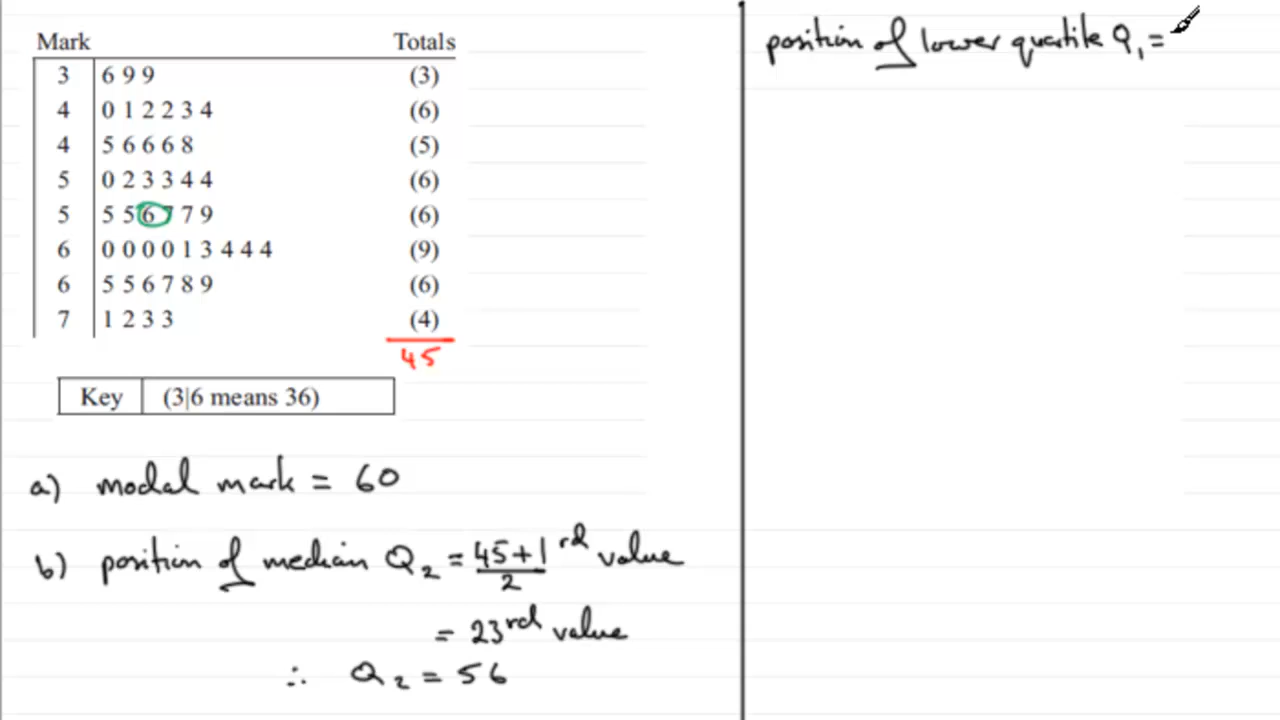 Mark Totals
3 6 9 9 (3)
4 0 1 2 2 3 4 (6)
4 5 6 6 6 8 (5)
5 0 2 3 3 4 4 (6)
5 5 5 6 7 7 9 (6)
6 0 0 0 0 1 3 4 4 4 (9)
6 5 5 6 7 8 9 (6)
7 1 2 3 3 (4)
45
Key (3|6 means 36)
a) modal mark = 60
b) position of median Q₂ = 45+1/2 rd value
= 23rd value
∴ Q₂ = 56
position of lower quartile Q₁ =